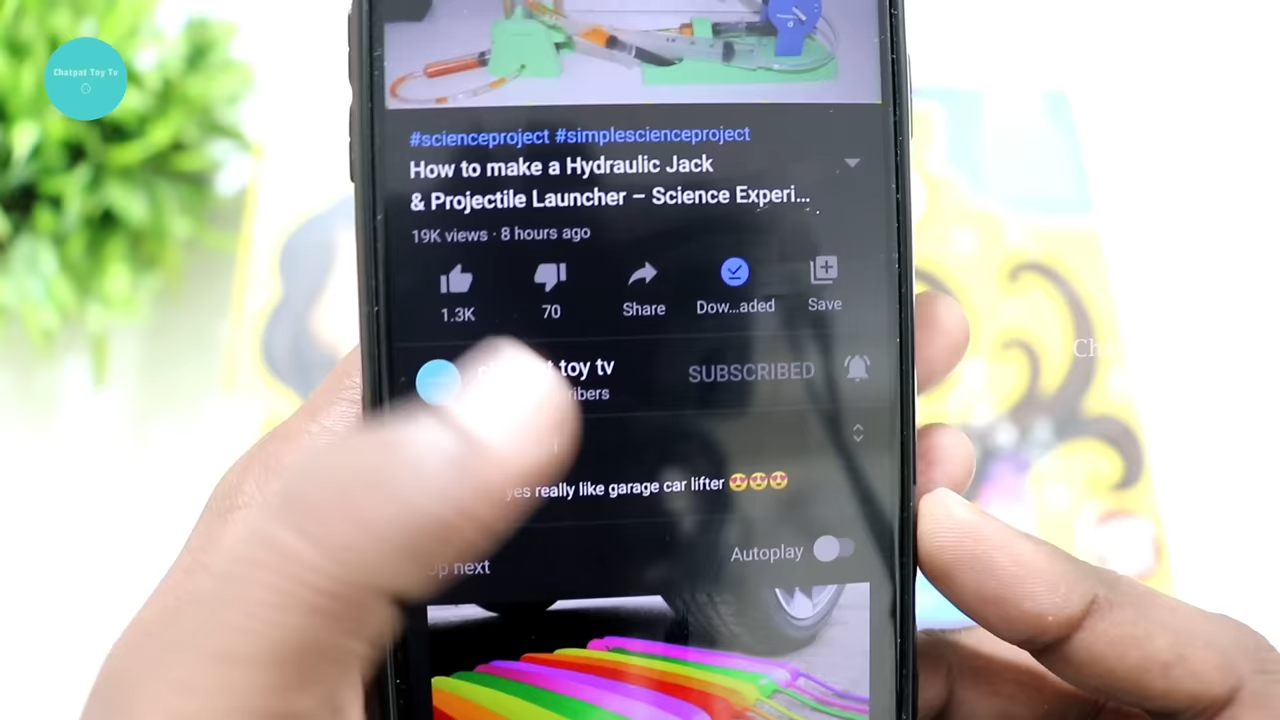 Chatpat Toy Tv
#scienceproject #simplescienceproject
How to make a Hydraulic Jack
& Projectile Launcher – Science Experi...
19K views · 8 hours ago
1.3K
70
Share
Dow...aded
Save
toy tv
SUBSCRIBED
yes really like garage car lifter 😍😍😍
Autoplay
next